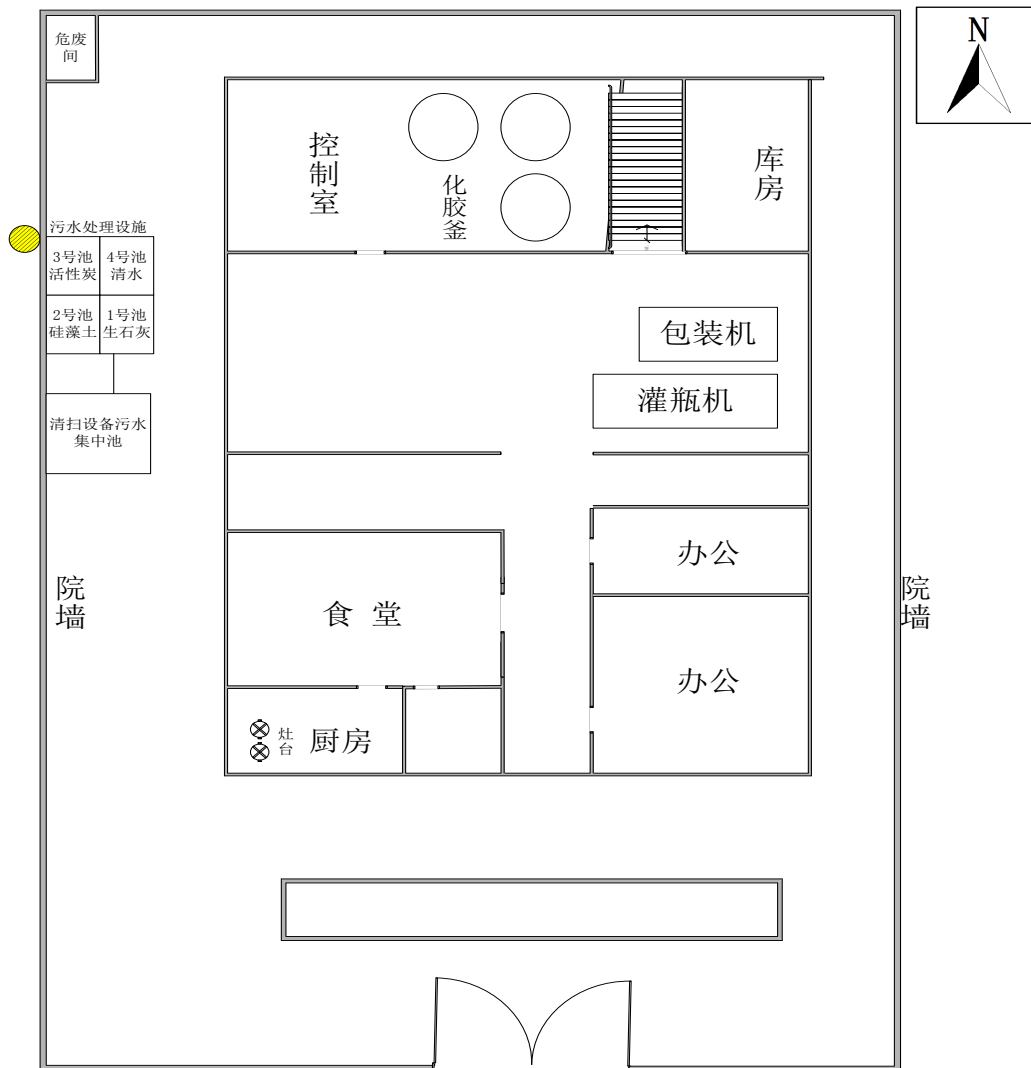 N
危废
间
控制室
化胶釜
库房
污水处理设施
3号池
活性炭
4号池
清水
2号池
硅藻土
1号池
生石灰
清扫设备污水
集中池
包装机
灌瓶机
院墙
院墙
办公
食堂
办公
灶台
厨房